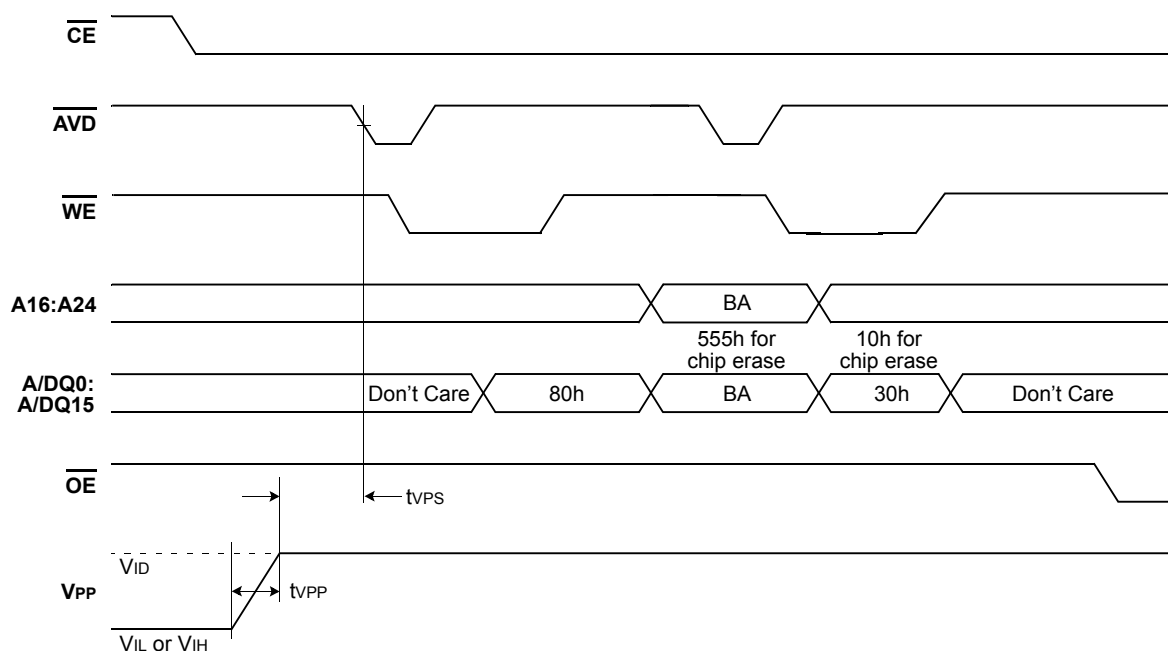 CE
AVD
WE
A16:A24 BA
555h for 10h for
chip erase chip erase
A/DQ0:
A/DQ15 Don’t Care 80h BA 30h Don’t Care
OE
tVPS
VID
VPP tVPP
VIL or VIH